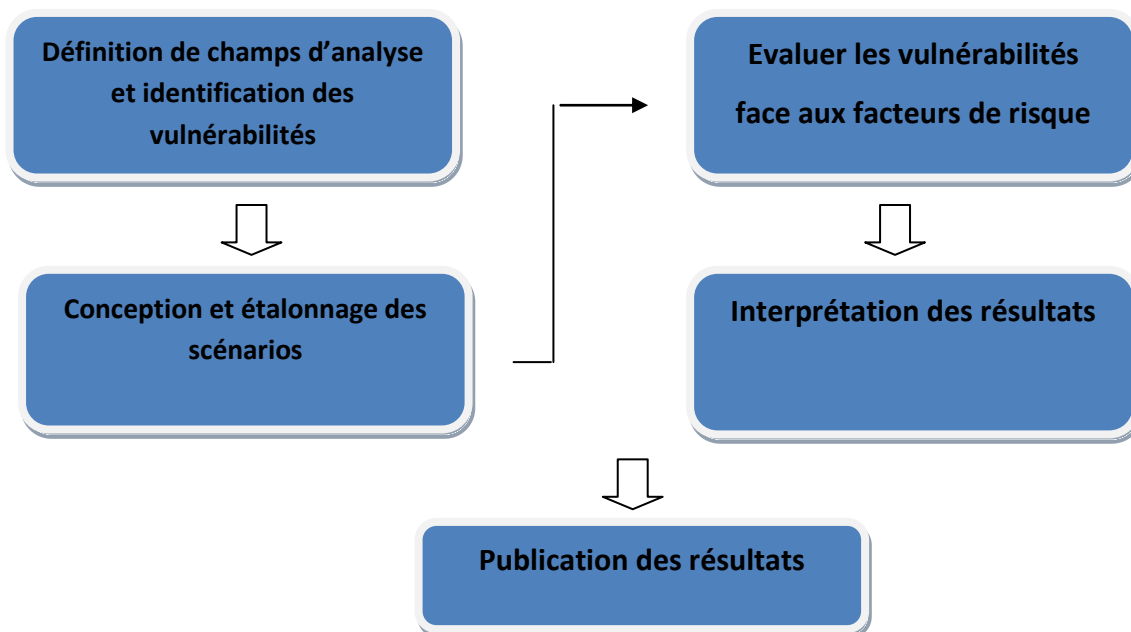 Définition de champs d’analyse
et identification des
vulnérabilités
Conception et étalonnage des
scénarios
Evaluer les vulnérabilités
face aux facteurs de risque
Interprétation des résultats
Publication des résultats